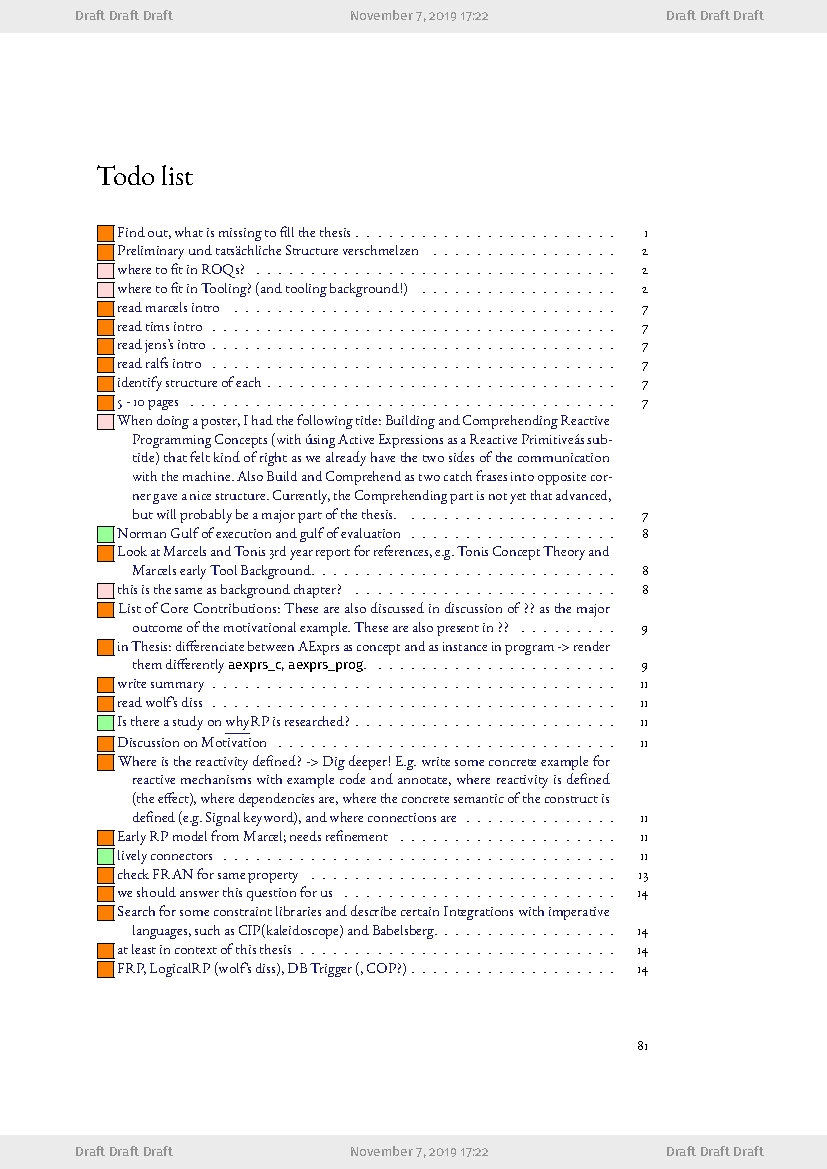 Draft Draft Draft November 7, 2019 17:22 Draft Draft Draft
Todo list
Find out, what is missing to fill the thesis . . . . . . . . . . . . . . . . . . . . . . . . 1
Preliminary und tatsächliche Structure verschmelzen . . . . . . . . . . . . . . . . . 2
where to fit in ROQs? . . . . . . . . . . . . . . . . . . . . . . . . . . . . . . . . . 2
where to fit in Tooling? (and tooling background!) . . . . . . . . . . . . . . . . . . 2
read marcels intro . . . . . . . . . . . . . . . . . . . . . . . . . . . . . . . . . . . 7
read tims intro . . . . . . . . . . . . . . . . . . . . . . . . . . . . . . . . . . . . . 7
read jens's intro . . . . . . . . . . . . . . . . . . . . . . . . . . . . . . . . . . . . . 7
read ralfs intro . . . . . . . . . . . . . . . . . . . . . . . . . . . . . . . . . . . . . 7
identify structure of each . . . . . . . . . . . . . . . . . . . . . . . . . . . . . . . . 7
5 - 10 pages . . . . . . . . . . . . . . . . . . . . . . . . . . . . . . . . . . . . . . . 7
When doing a poster, I had the following title: Building and Comprehending Reactive
Programming Concepts (with úsing Active Expressions as a Reactive Primitiveás sub-
title) that felt kind of right as we already have the two sides of the communication
with the machine. Also Build and Comprehend as two catch frases into opposite cor-
ner gave a nice structure. Currently, the Comprehending part is not yet that advanced,
but will probably be a major part of the thesis. . . . . . . . . . . . . . . . . . . . 7
Norman Gulf of execution and gulf of evaluation . . . . . . . . . . . . . . . . . . . 8
Look at Marcels and Tonis 3rd year report for references, e.g. Tonis Concept Theory and
Marcels early Tool Background. . . . . . . . . . . . . . . . . . . . . . . . . . . . 8
this is the same as background chapter? . . . . . . . . . . . . . . . . . . . . . . . . 8
List of Core Contributions: These are also discussed in discussion of ?? as the major
outcome of the motivational example. These are also present in ?? . . . . . . . . . 9
in Thesis: differenciate between AExprs as concept and as instance in program -> render
them differently aexprs_c, aexprs_prog. . . . . . . . . . . . . . . . . . . . . . . 9
write summary . . . . . . . . . . . . . . . . . . . . . . . . . . . . . . . . . . . . . 11
read wolf's diss . . . . . . . . . . . . . . . . . . . . . . . . . . . . . . . . . . . . . 11
Is there a study on whyRP is researched? . . . . . . . . . . . . . . . . . . . . . . . . 11
Discussion on Motivation . . . . . . . . . . . . . . . . . . . . . . . . . . . . . . . 11
Where is the reactivity defined? -> Dig deeper! E.g. write some concrete example for
reactive mechanisms with example code and annotate, where reactivity is defined
(the effect), where dependencies are, where the concrete semantic of the construct is
defined (e.g. Signal keyword), and where connections are . . . . . . . . . . . . . . 11
Early RP model from Marcel; needs refinement . . . . . . . . . . . . . . . . . . . . 11
lively connectors . . . . . . . . . . . . . . . . . . . . . . . . . . . . . . . . . . . . 11
check FRAN for same property . . . . . . . . . . . . . . . . . . . . . . . . . . . . 13
we should answer this question for us . . . . . . . . . . . . . . . . . . . . . . . . . 14
Search for some constraint libraries and describe certain Integrations with imperative
languages, such as CIP(kaleidoscope) and Babelsberg. . . . . . . . . . . . . . . . . 14
at least in context of this thesis . . . . . . . . . . . . . . . . . . . . . . . . . . . . . 14
FRP, LogicalRP (wolf's diss), DB Trigger (, COP?) . . . . . . . . . . . . . . . . . . . 14
81
Draft Draft Draft November 7, 2019 17:22 Draft Draft Draft